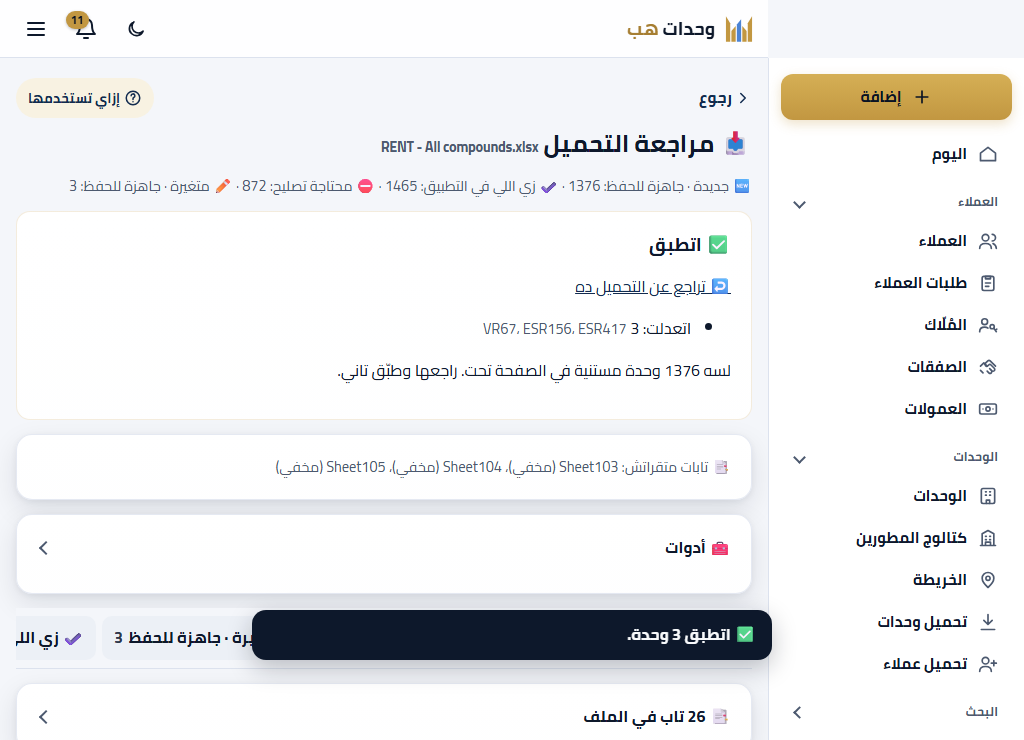 وحدات هب
11
إضافة
اليوم
العملاء
العملاء
طلبات العملاء
المُلّاك
الصفقات
العمولات
الوحدات
الوحدات
كتالوج المطورين
الخريطة
تحميل وحدات
تحميل عملاء
البحث
رجوع
إزاي تستخدمها
📥 مراجعة التحميل RENT - All compounds.xlsx
🆕 جديدة · جاهزة للحفظ: 1376 · ✔️ زي اللي في التطبيق: 1465 · ⛔ محتاجة تصليح: 872 · ✏️ متغيرة · جاهزة للحفظ: 3
✅ اتطبق
↩️ تراجع عن التحميل ده
• اتعدلت: 3 VR67، ESR156، ESR417
لسه 1376 وحدة مستنية في الصفحة تحت. راجعها وطبّق تاني.
📑 تابات متقراتش: Sheet103 (مخفي)، Sheet104 (مخفي)، Sheet105 (مخفي)
🧰 أدوات
✅ اتطبق 3 وحدة.
يرة · جاهزة للحفظ 3
✔️ زي اللي
📑 26 تاب في الملف